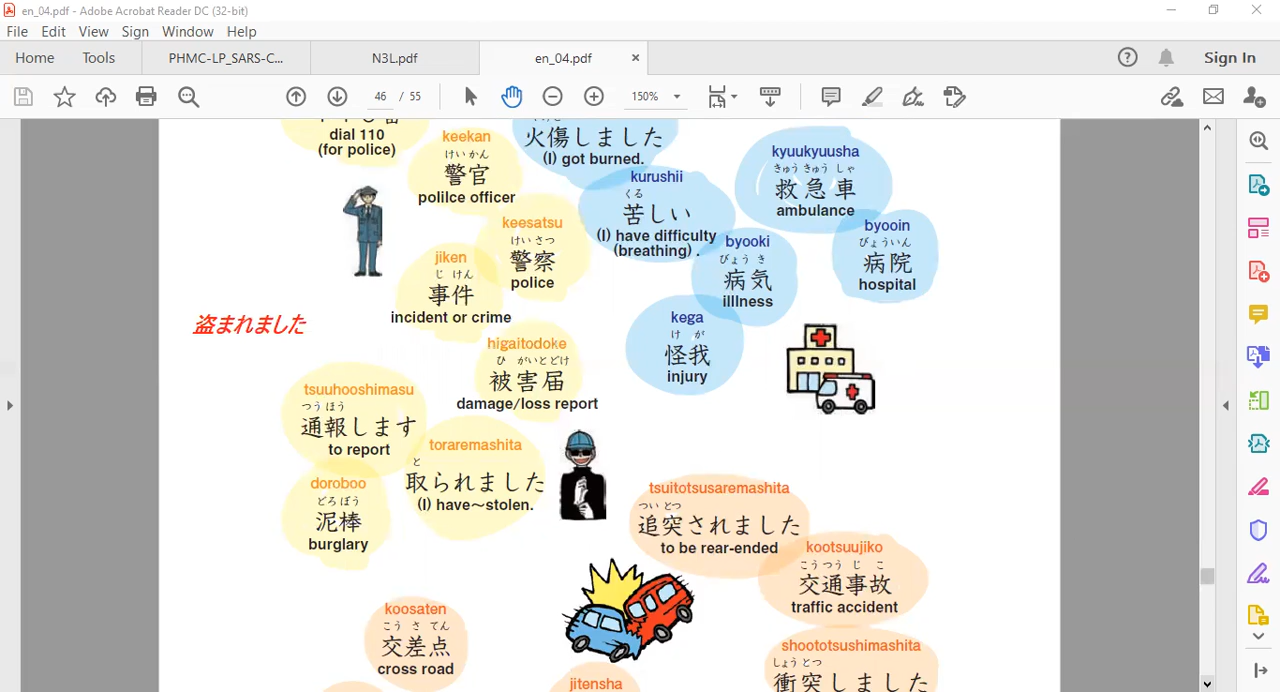 en_04.pdf - Adobe Acrobat Reader DC (32-bit)
File Edit View Sign Window Help
Home Tools PHMC-LP_SARS-C... N3L.pdf en_04.pdf × Sign In
46 / 55 150%
dial 110
(for police)
keekan
けいかん
警官
polilce officer
火傷しました
(I) got burned.
kurushii
くる
苦しい
(I) have difficulty
(breathing) .
kyuukyuusha
きゅう きゅう しゃ
救急車
ambulance
byooin
びょういん
病院
hospital
keesatsu
けい さつ
警察
police
byooki
びょう き
病気
illlness
jiken
じ けん
事件
incident or crime
盗まれました
kega
け が
怪我
injury
higaitodoke
ひ がいとどけ
被害届
damage/loss report
tsuuhooshimasu
つう ほう
通報します
to report
toraremashita
と
取られました
(I) have～stolen.
doroboo
どろ ぼう
泥棒
burglary
tsuitotsusaremashita
つい とつ
追突されました
to be rear-ended
kootsuujiko
こう つう じ こ
交通事故
traffic accident
koosaten
こう さ てん
交差点
cross road
shoototsushimashita
しょう とつ
衝突しました
jitensha